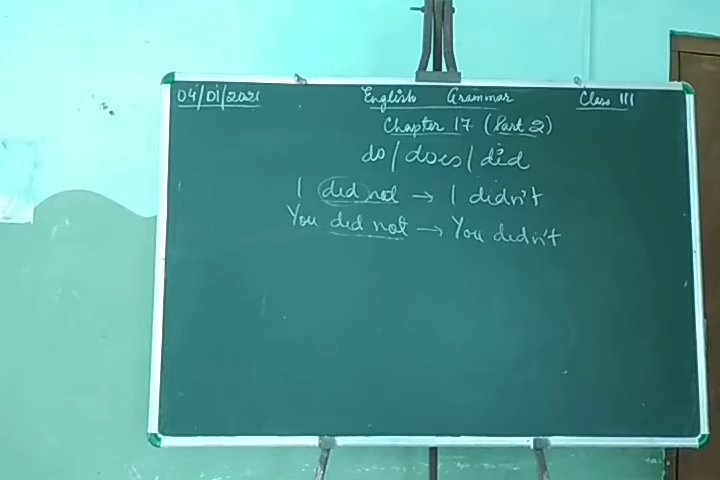 04/01/2021 English Grammar Class III
Chapter 17 (Part 2)
do/does/did
I did not → I didn't
You did not → You didn't